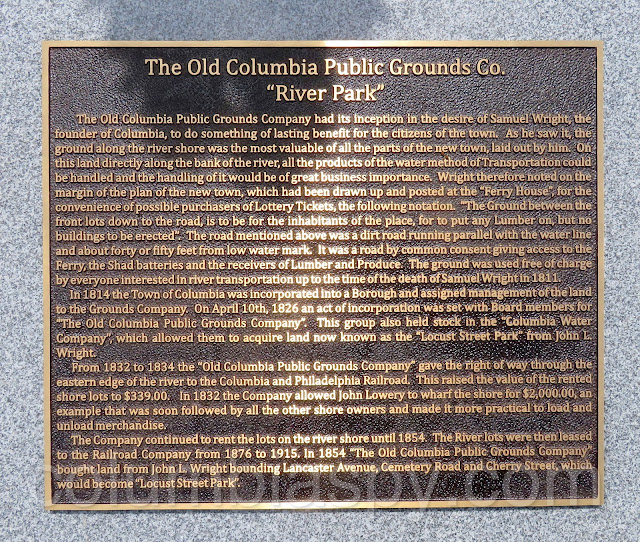 The Old Columbia Public Grounds Co.
“River Park”
The Old Columbia Public Grounds Company had its inception in the desire of Samuel Wright, the
founder of Columbia, to do something of lasting benefit for the citizens of the town. As he saw it, the
ground along the river shore was the most valuable of all the parts of the new town, laid out by him. On
this land directly along the bank of the river, all the products of the water method of Transportation could
be handled and the handling of it would be of great business importance. Wright therefore noted on the
margin of the plan of the new town, which had been drawn up and posted at the “Ferry House”, for the
convenience of possible purchasers of Lottery Tickets, the following notation. “The Ground between the
front lots down to the road, is to be for the inhabitants of the place, for to put any Lumber on, but no
buildings to be erected”. The road mentioned above was a dirt road running parallel with the water line
and about forty or fifty feet from low water mark. It was a road by common consent giving access to the
Ferry, the Shad batteries and the receivers of Lumber and Produce. The ground was used free of charge
by everyone interested in river transportation up to the time of the death of Samuel Wright in 1811.
In 1814 the Town of Columbia was incorporated into a Borough and assigned management of the land
to the Grounds Company. On April 10th, 1826 an act of incorporation was set with Board members for
“The Old Columbia Public Grounds Company”. This group also held stock in the “Columbia Water
Company”, which allowed them to acquire land now known as the “Locust Street Park” from John L.
Wright.
From 1832 to 1834 the “Old Columbia Public Grounds Company” gave the right of way through the
eastern edge of the river to the Columbia and Philadelphia Railroad. This raised the value of the rented
shore lots to $339.00. In 1832 the Company allowed John Lowery to wharf the shore for $2,000.00, an
example that was soon followed by all the other shore owners and made it more practical to load and
unload merchandise.
The Company continued to rent the lots on the river shore until 1854. The River lots were then leased
to the Railroad Company from 1876 to 1915. In 1854 “The Old Columbia Public Grounds Company”
bought land from John L. Wright bounding Lancaster Avenue, Cemetery Road and Cherry Street, which
would become “Locust Street Park”.
columbiaspy.com